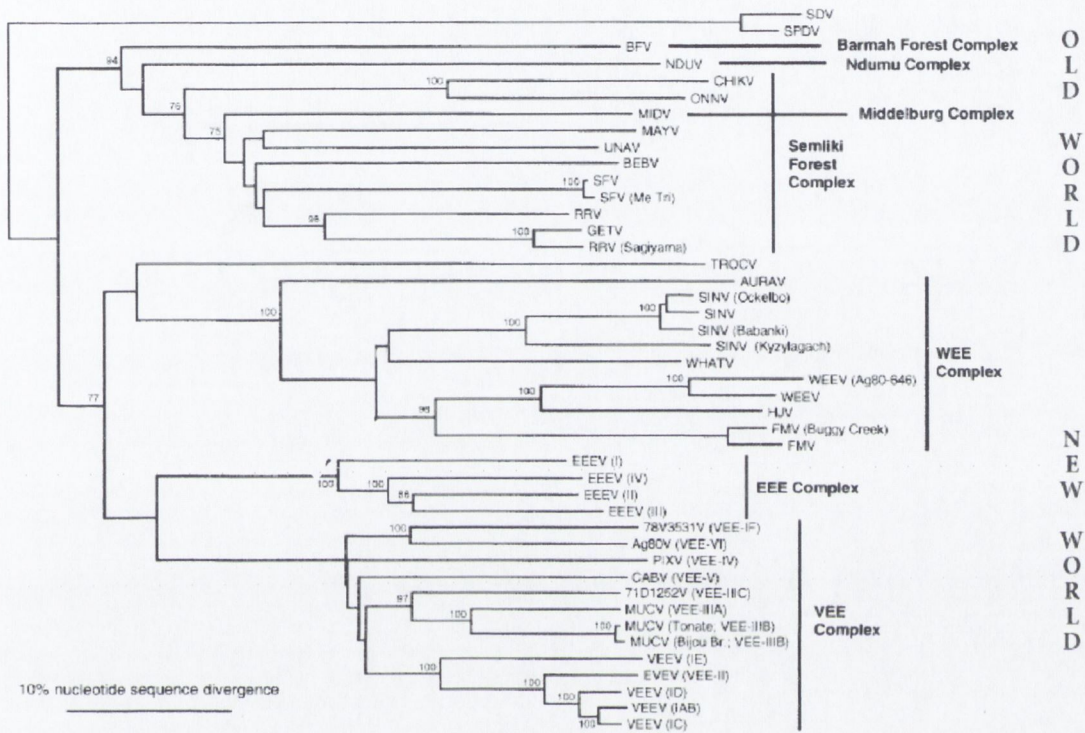 SDV
SPDV
BFV
Barmah Forest Complex
94
NDUV
Ndumu Complex
100
CHIKV
ONNV
76
MIDV
Middelburg Complex
75
MAYV
UNAV
Semliki
Forest
Complex
BEBV
100
SFV
SFV (Me Tri)
RRV
98
GETV
100
RRV (Sagiyama)
OLD
WORLD
TROCV
AURAV
100
SINV (Ockelbo)
100
SINV
100
SINV (Babanki)
SINV (Kyzylagach)
WHATV
WEE
Complex
100
WEEV (Ag80-646)
100
WEEV
HJV
FMV (Buggy Creek)
FMV
77
EEEV (I)
100
EEEV (IV)
100
EEEV (II)
EEEV (III)
EEE Complex
NEW
WORLD
78V3531V (VEE-IF)
100
Ag80V (VEE-VI)
PIXV (VEE-IV)
CABV (VEE-V)
71D1252V (VEE-IIIC)
97
MUCV (VEE-IIIA)
100
MUCV (Tonate; VEE-IIIB)
MUCV (Bijou Br.; VEE-IIIB)
VEE
Complex
VEEV (IE)
100
EVEV (VEE-II)
100
VEEV (ID)
100
VEEV (IAB)
100
VEEV (IC)
10% nucleotide sequence divergence